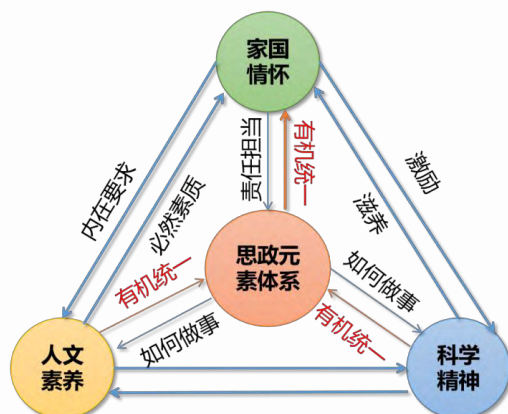 家国
情怀
内在要求
必然素质
责任担当
有机统一
滋养
激励
思政元
素体系
有机统一
如何做事
如何做事
有机统一
人文
素养
科学
精神